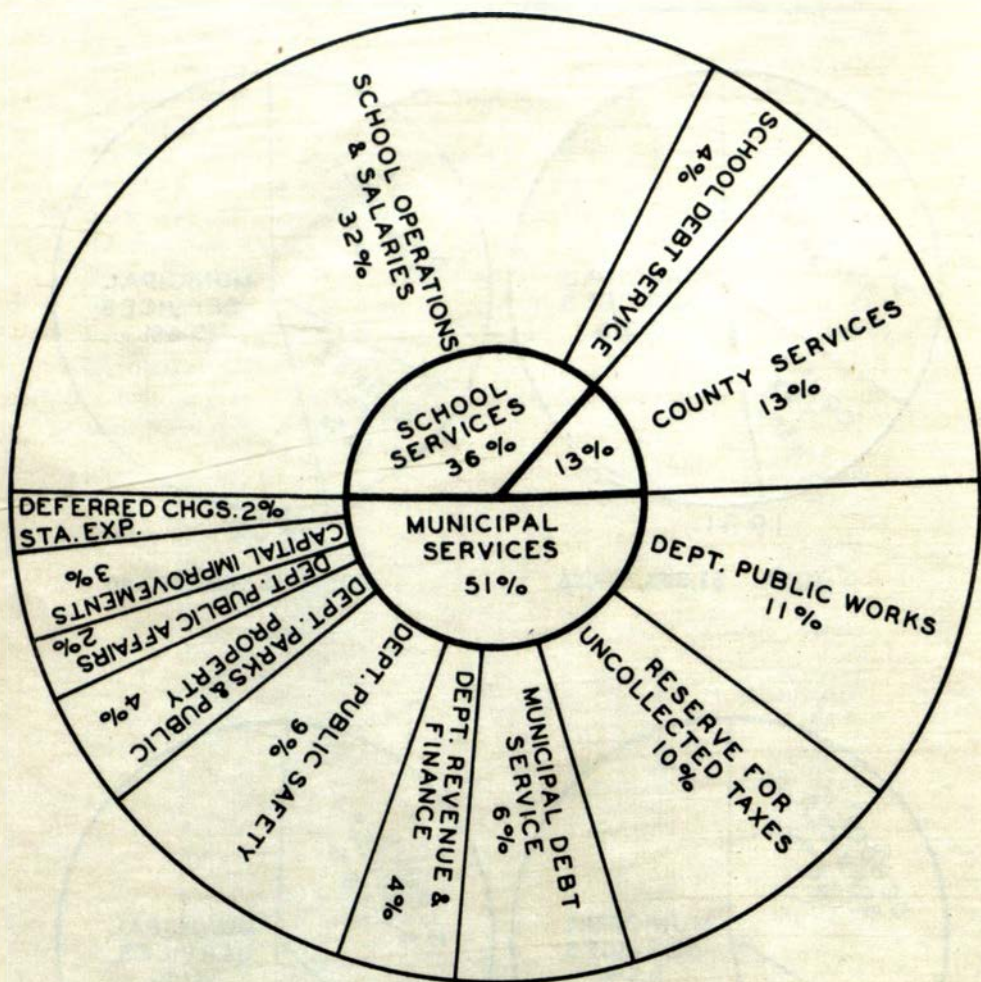 SCHOOL OPERATIONS
& SALARIES
32%
SCHOOL DEBT SERVICE
4%
COUNTY SERVICES
13%
SCHOOL
SERVICES
36%
13%
MUNICIPAL
SERVICES
51%
DEPT. PUBLIC WORKS
11%
RESERVE FOR
UNCOLLECTED TAXES
10%
MUNICIPAL DEBT
SERVICE
6%
DEPT. REVENUE &
FINANCE
4%
DEPT. PUBLIC SAFETY
9%
DEPT. PARKS & PUBLIC
PROPERTY
4%
DEPT. PUBLIC AFFAIRS
2%
CAPITAL IMPROVEMENTS
3%
DEFERRED CHGS. 2%
STA. EXP.